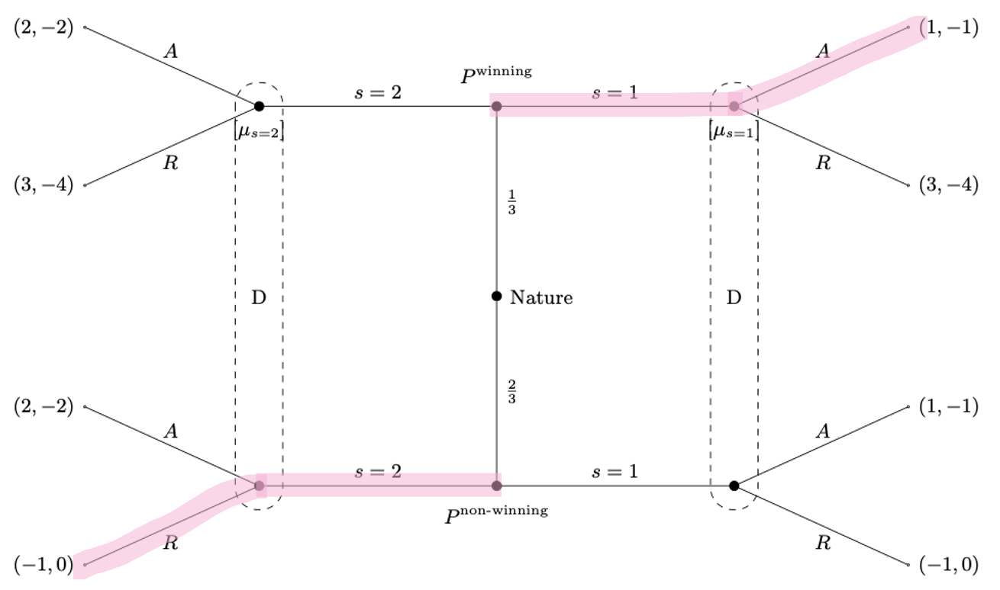 (2, −2)
(1, −1)
A
A
P^winning
s = 2
s = 1
[μ_{s=2}]
[μ_{s=1}]
R
R
(3, −4)
(3, −4)
1/3
D
Nature
D
2/3
(2, −2)
(1, −1)
A
A
s = 2
s = 1
P^non-winning
R
R
(−1, 0)
(−1, 0)